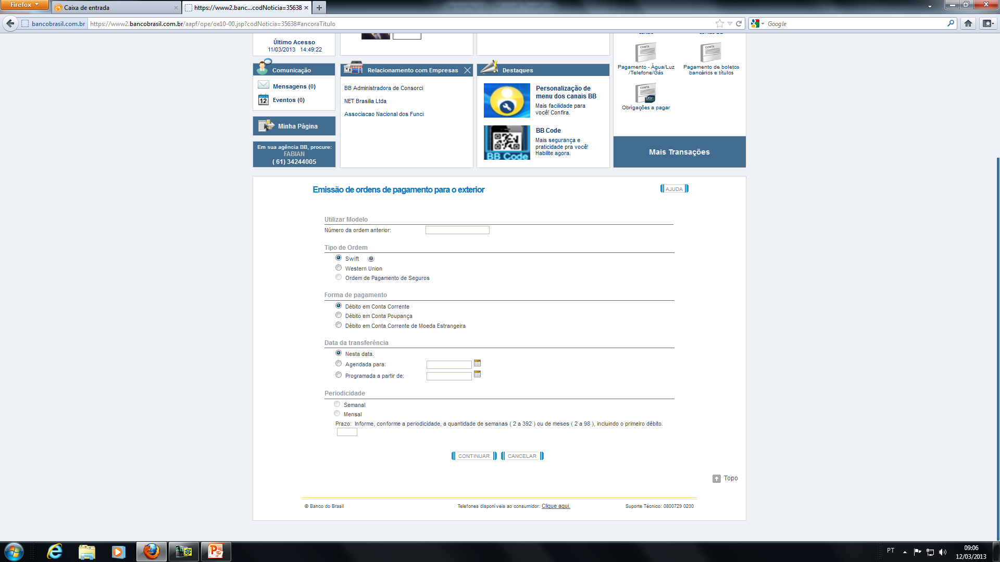 Firefox
Caixa de entrada
https://www2.banc...codNoticia=35638
bancobrasil.com.br
https://www2.bancobrasil.com.br/aapf/ope/oe10-00.jsp?codNoticia=35638#ancoraTitulo
Google
Último Acesso
11/03/2013 14:49:22
Comunicação
Mensagens (0)
12
Eventos (0)
Minha Página
Em sua agência BB, procure:
FABIAN
( 61) 34244005
Relacionamento com Empresas
BB Administradora de Consorci
NET Brasilia Ltda
Associacao Nacional dos Funci
Destaques
Personalização de
menu dos canais BB
Mais facilidade para
você! Confira.
BB Code
BB Code
Mais segurança e
praticidade pra você!
Habilite agora.
CONTA
CONTA
Pagamento - Água/Luz
/Telefone/Gás
Pagamento de boletos
bancários e títulos
CONTA
Obrigações a pagar
Mais Transações
Emissão de ordens de pagamento para o exterior
AJUDA
Utilizar Modelo
Número da ordem anterior:
Tipo de Ordem
Swift
Western Union
Ordem de Pagamento de Seguros
Forma de pagamento
Débito em Conta Corrente
Débito em Conta Poupança
Débito em Conta Corrente de Moeda Estrangeira
Data da transferência
Nesta data.
Agendada para:
Programada a partir de:
Periodicidade
Semanal
Mensal
Prazo: Informe, conforme a periodicidade, a quantidade de semanas ( 2 a 392 ) ou de meses ( 2 a 98 ), incluindo o primeiro débito.
CONTINUAR
CANCELAR
Topo
© Banco do Brasil
Telefones disponíveis ao consumidor: Clique aqui.
Suporte Técnico: 0800729 0200
PT
09:06
12/03/2013